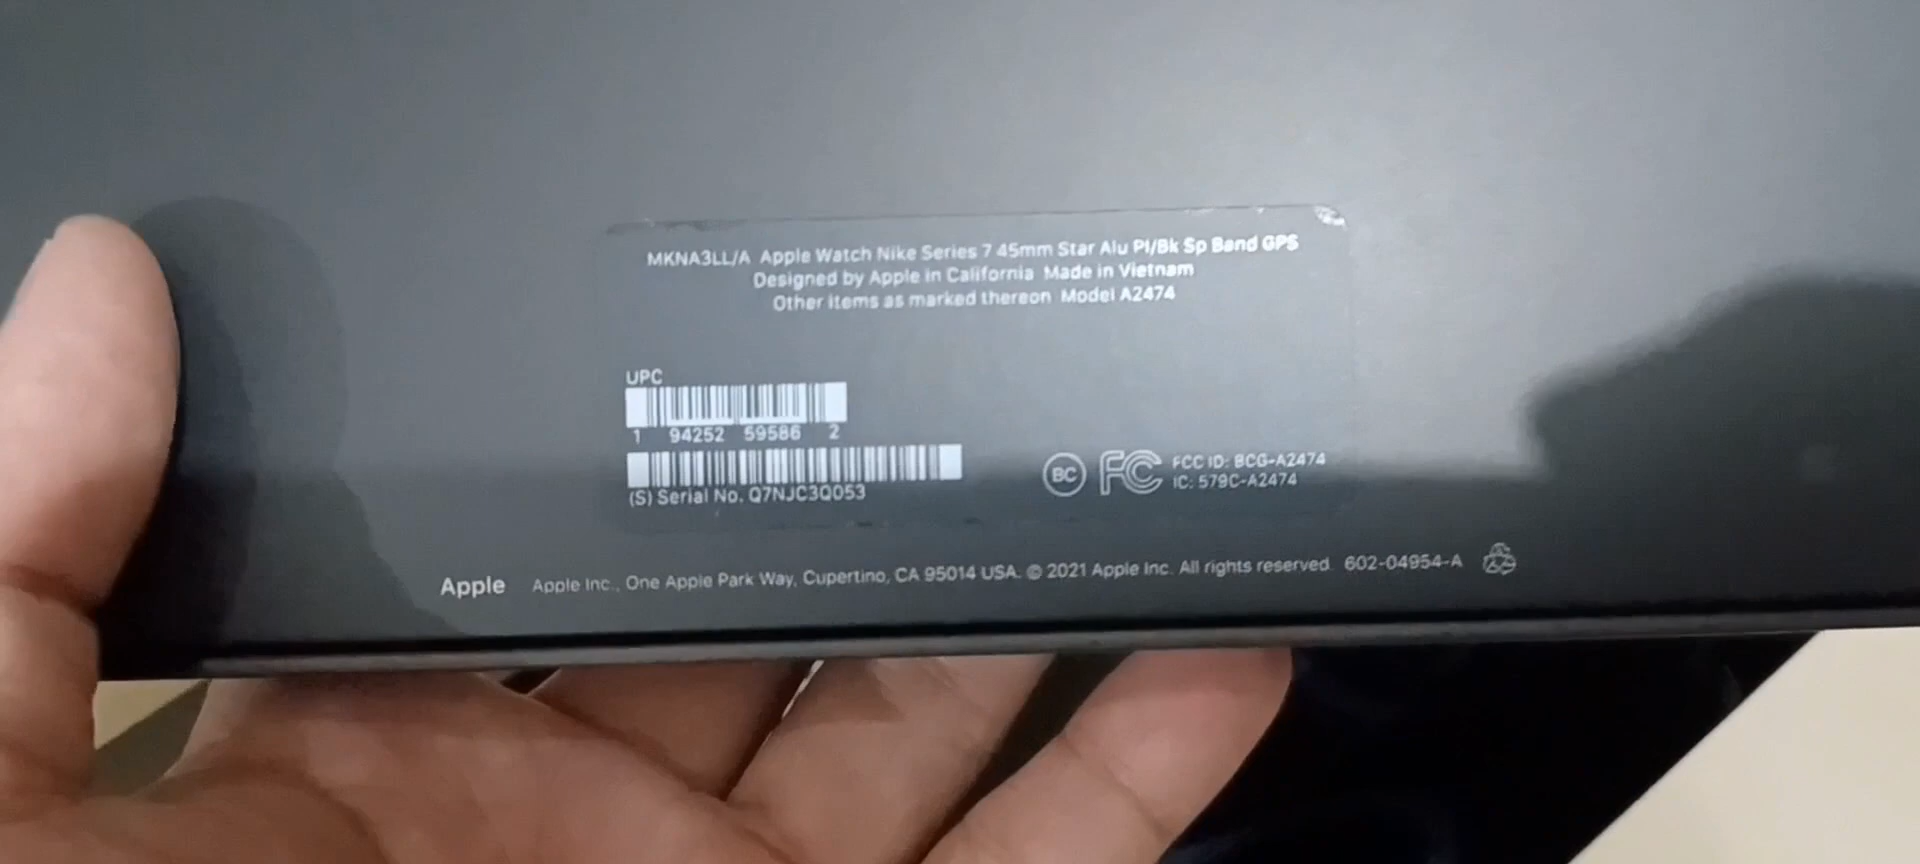 MKNA3LL/A Apple Watch Nike Series 7 45mm Star Alu Pl/Bk Sp Band GPS
Designed by Apple in California Made in Vietnam
Other items as marked thereon Model A2474
UPC
1 94252 59586 2
(S) Serial No. Q7NJC3Q053
BC FC FCC ID: BCG-A2474
IC: 579C-A2474
Apple Apple Inc., One Apple Park Way, Cupertino, CA 95014 USA. © 2021 Apple Inc. All rights reserved. 602-04954-A